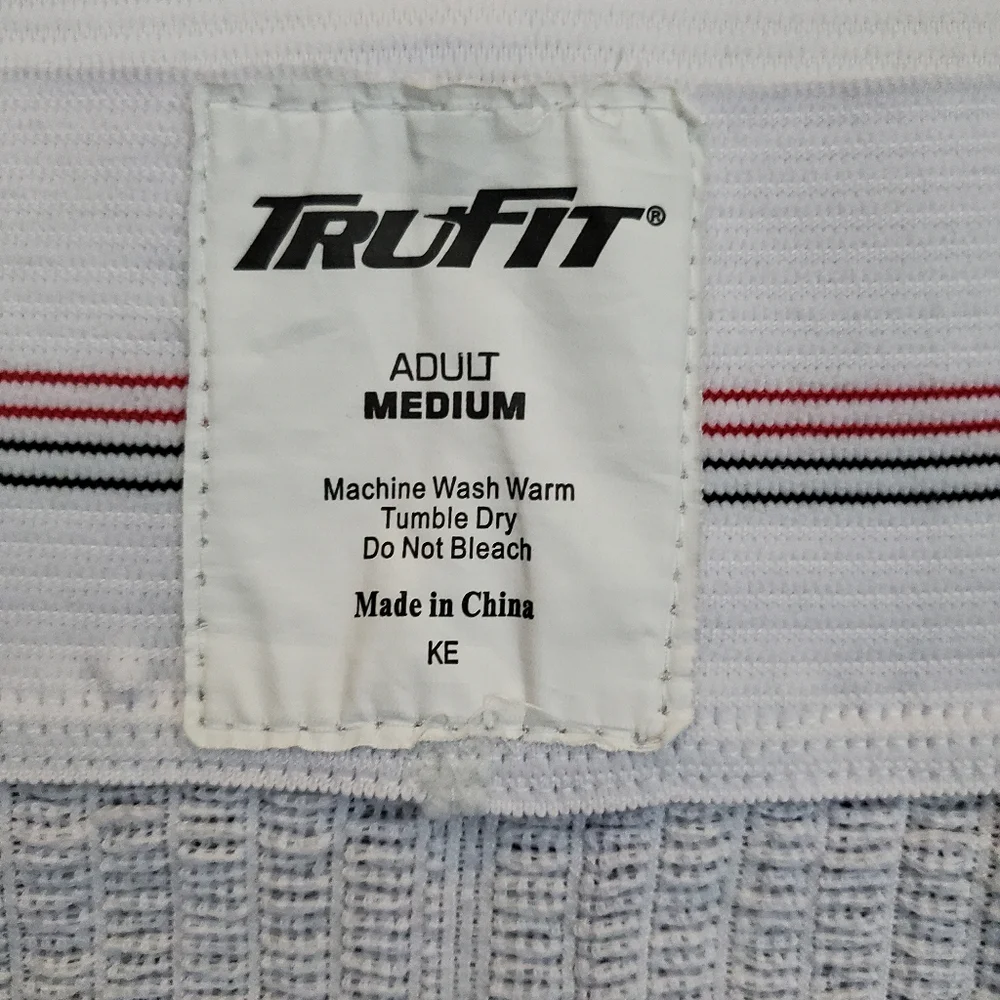 TRUFIT®
ADULT
MEDIUM
Machine Wash Warm
Tumble Dry
Do Not Bleach
Made in China
KE